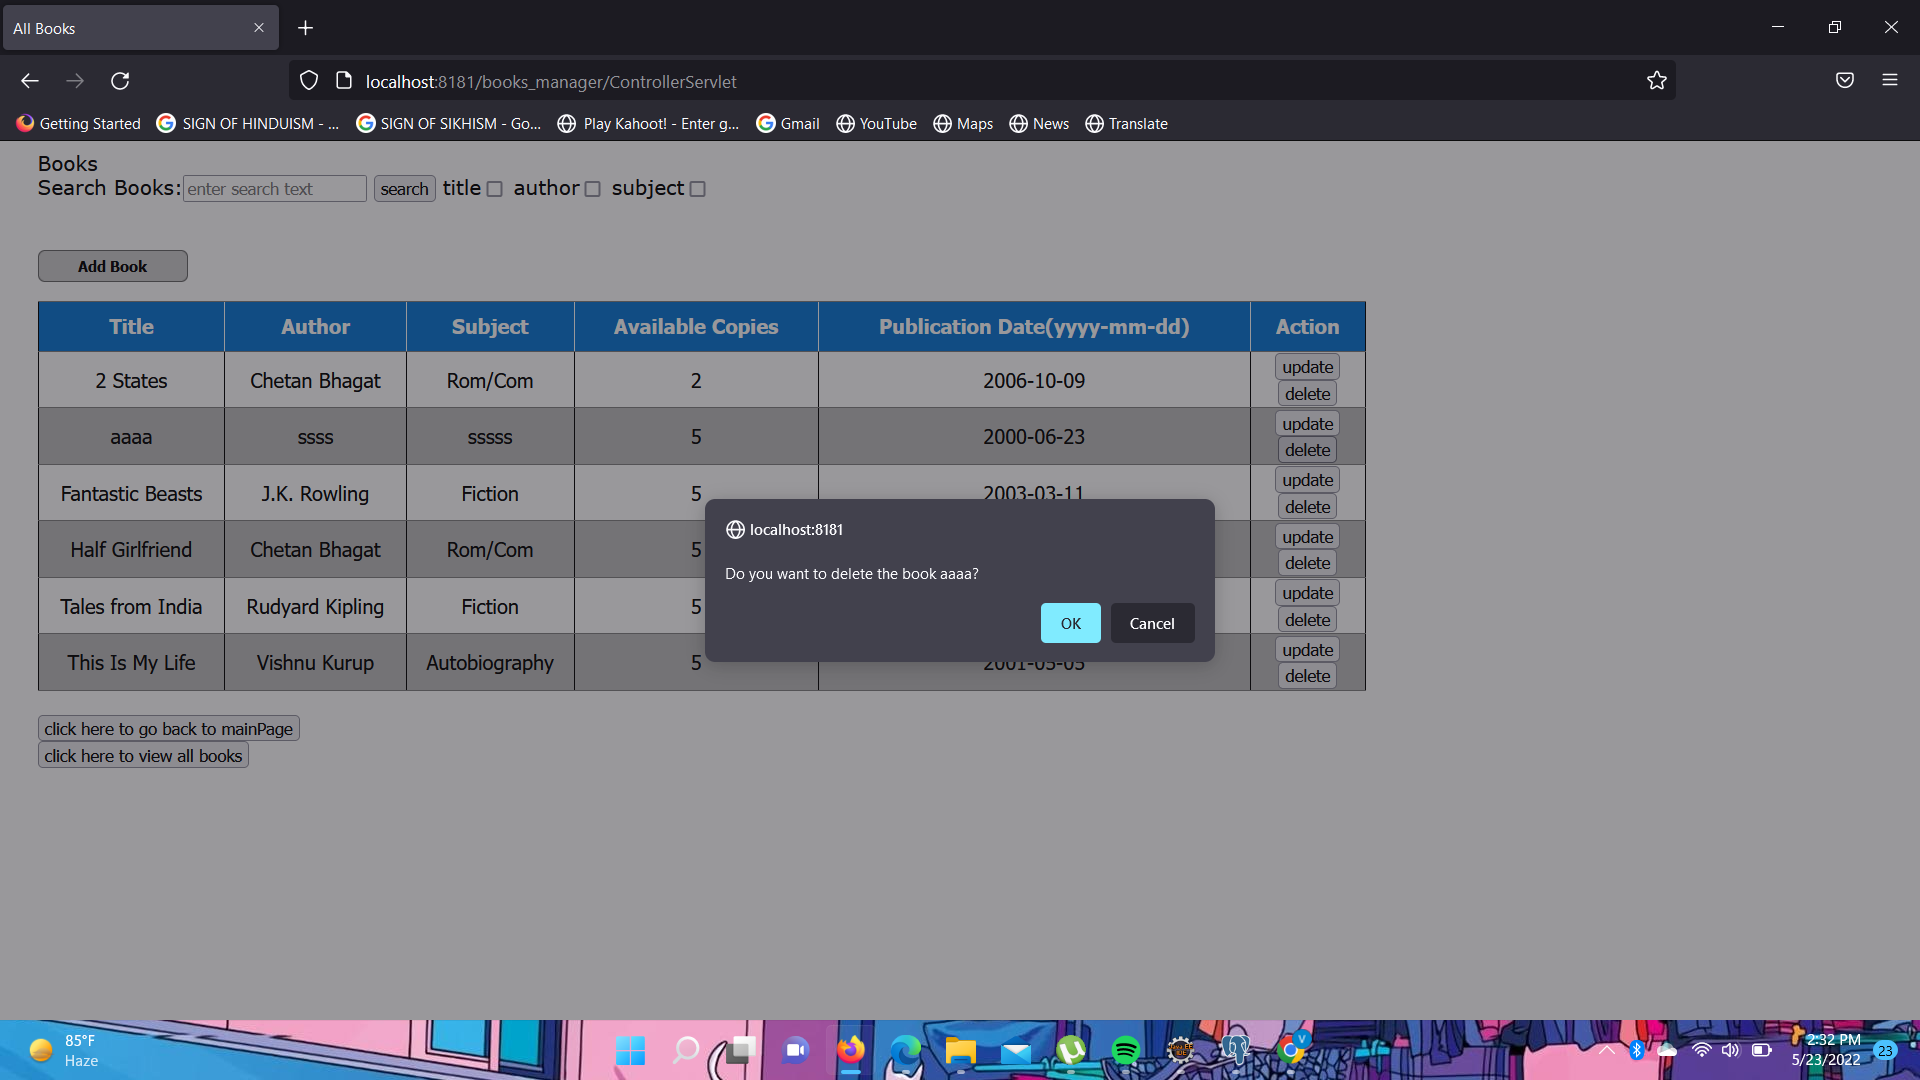 All Books
localhost:8181/books_manager/ControllerServlet
Getting Started SIGN OF HINDUISM - ... SIGN OF SIKHISM - Go... Play Kahoot! - Enter g... Gmail YouTube Maps News Translate
Books
Search Books: enter search text search title author subject
Add Book
Title Author Subject Available Copies Publication Date(yyyy-mm-dd) Action
2 States Chetan Bhagat Rom/Com 2 2006-10-09 update
delete
aaaa ssss sssss 5 2000-06-23 update
delete
Fantastic Beasts J.K. Rowling Fiction 5 2003-03-11 update
delete
localhost:8181
Half Girlfriend Chetan Bhagat Rom/Com 5 update
delete
Do you want to delete the book aaaa?
Tales from India Rudyard Kipling Fiction 5 update
delete
OK Cancel
This Is My Life Vishnu Kurup Autobiography 5 2001-05-05 update
delete
click here to go back to mainPage
click here to view all books
85°F
Haze
2:32 PM
5/23/2022
23